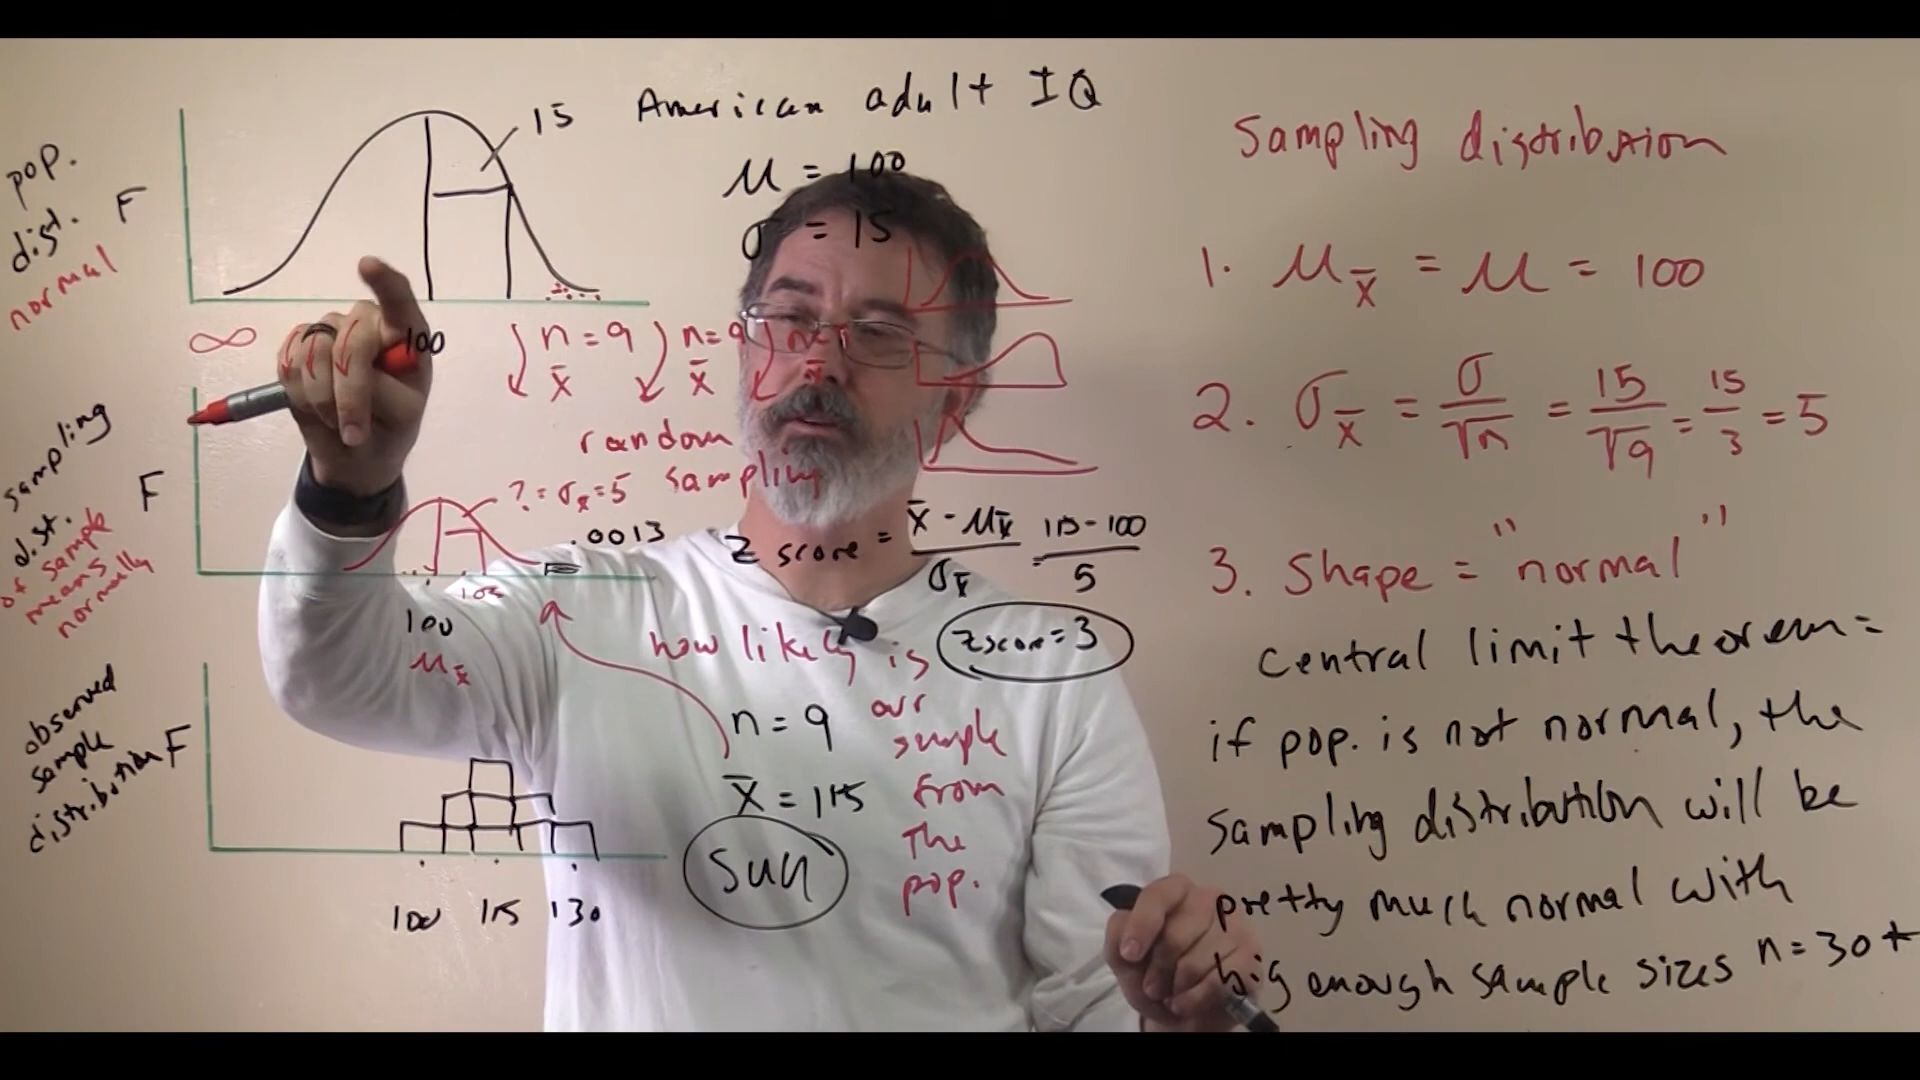 American adult IQ
μ = 100
σ = 15
15
pop.
dist. F
normal
100
∞
n = 9
x̄
n = 9
x̄
n=
x̄
random
sampling
sampling
dist. F
of sample
means
normally
? = σx̄ = 5
.0013
105
100
μx̄
z score = x̄ - μx̄ / σx̄ = 115 - 100 / 5
zscore = 3
how likely is
our
sample
from
the
pop.
n = 9
x̄ = 115
observed
sample
distribution F
100 115 130
Sampling distribution
1. μx̄ = μ = 100
2. σx̄ = σ/√n = 15/√9 = 15/3 = 5
3. Shape = "normal"
central limit theorem =
if pop. is not normal, the
sampling distribution will be
pretty much normal with
big enough sample sizes n = 30+